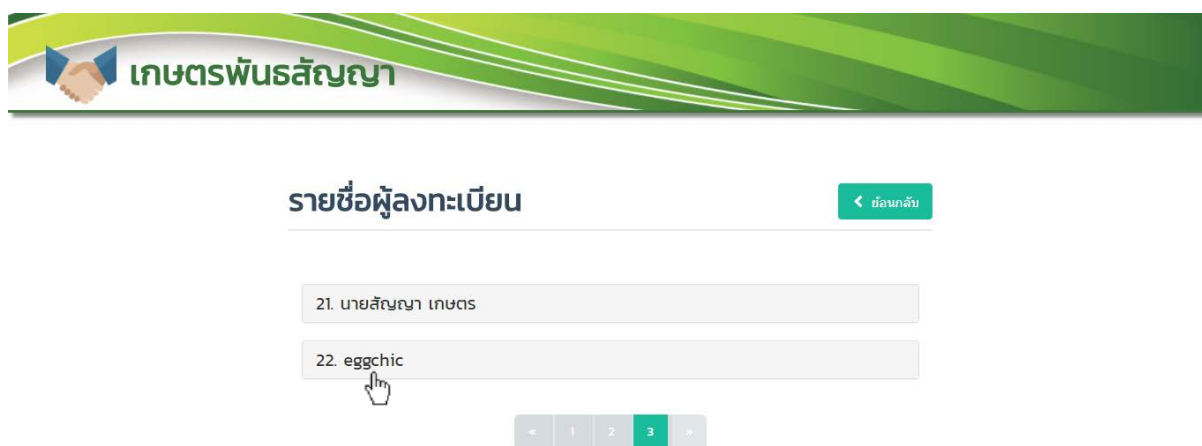 เกษตรพันธสัญญา
รายชื่อผู้ลงทะเบียน
ย้อนกลับ
21. นายสัญญา เกษตร
22. eggchic
« 1 2 3 »